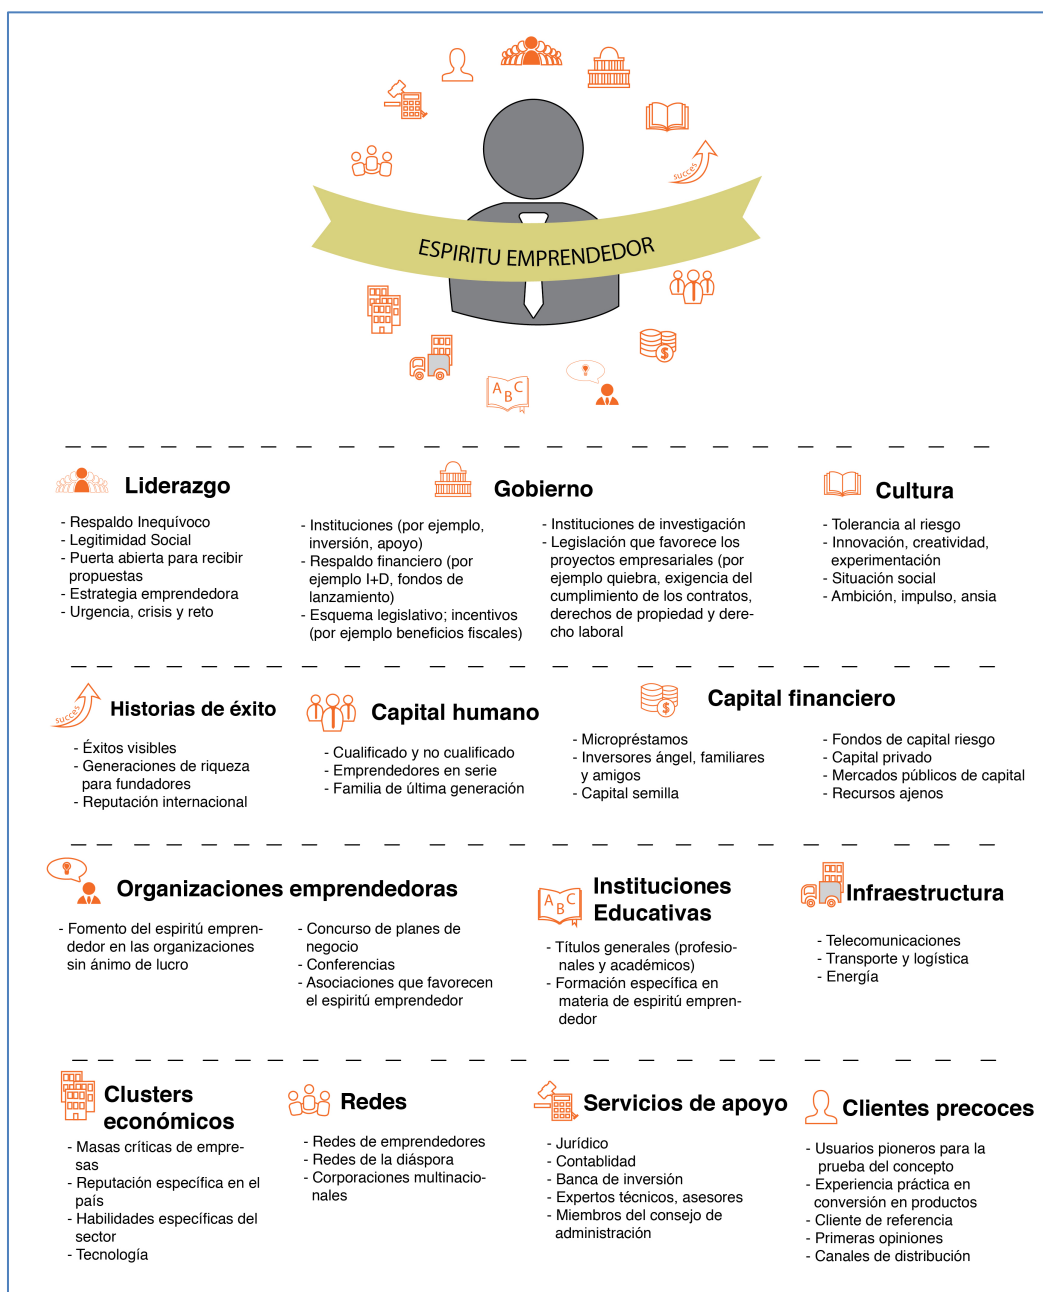 succes
ESPIRITU EMPRENDEDOR
$
A B C
Liderazgo
- Respaldo Inequívoco
- Legitimidad Social
- Puerta abierta para recibir
propuestas
- Estrategia emprendedora
- Urgencia, crisis y reto
Gobierno
- Instituciones (por ejemplo,
inversión, apoyo)
- Respaldo financiero (por
ejemplo I+D, fondos de
lanzamiento)
- Esquema legislativo; incentivos
(por ejemplo beneficios fiscales)
- Instituciones de investigación
- Legislación que favorece los
proyectos empresariales (por
ejemplo quiebra, exigencia del
cumplimiento de los contratos,
derechos de propiedad y dere-
cho laboral
Cultura
- Tolerancia al riesgo
- Innovación, creatividad,
experimentación
- Situación social
- Ambición, impulso, ansia
succes
Historias de éxito
- Éxitos visibles
- Generaciones de riqueza
para fundadores
- Reputación internacional
Capital humano
- Cualificado y no cualificado
- Emprendedores en serie
- Familia de última generación
$
Capital financiero
- Micropréstamos
- Inversores ángel, familiares
y amigos
- Capital semilla
- Fondos de capital riesgo
- Capital privado
- Mercados públicos de capital
- Recursos ajenos
Organizaciones emprendedoras
- Fomento del espiritú empren-
dedor en las organizaciones
sin ánimo de lucro
- Concurso de planes de
negocio
- Conferencias
- Asociaciones que favorecen
el espiritú emprendedor
A B C
Instituciones
Educativas
- Títulos generales (profesio-
nales y académicos)
- Formación específica en
materia de espiritú empren-
dedor
Infraestructura
- Telecomunicaciones
- Transporte y logística
- Energía
Clusters
económicos
- Masas críticas de empre-
sas
- Reputación específica en el
país
- Habilidades específicas del
sector
- Tecnología
Redes
- Redes de emprendedores
- Redes de la diáspora
- Corporaciones multinacio-
nales
Servicios de apoyo
- Jurídico
- Contablidad
- Banca de inversión
- Expertos técnicos, asesores
- Miembros del consejo de
administración
Clientes precoces
- Usuarios pioneros para la
prueba del concepto
- Experiencia práctica en
conversión en productos
- Cliente de referencia
- Primeras opiniones
- Canales de distribución